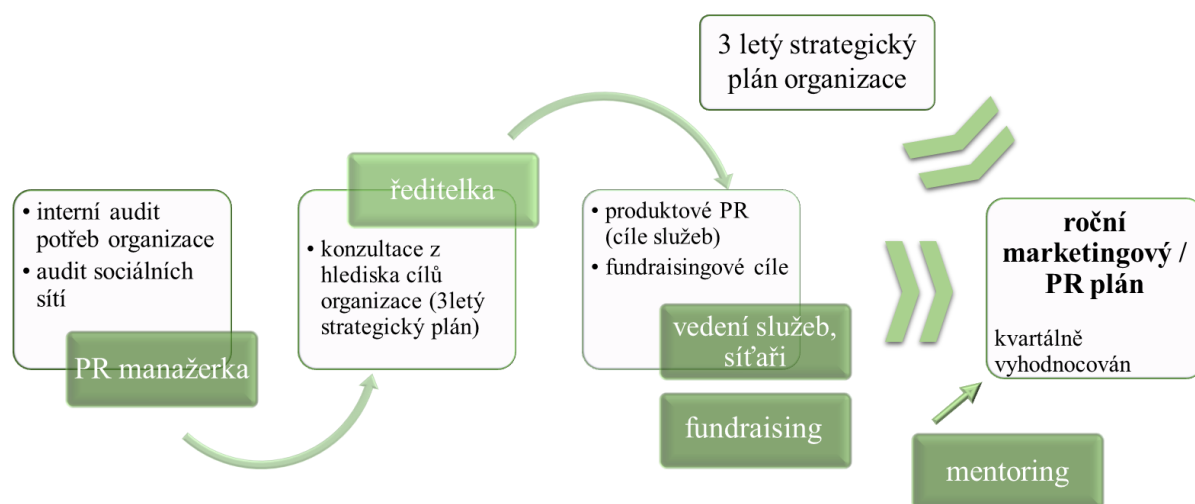 3 letý strategický
plán organizace
ředitelka
• interní audit
potřeb organizace
• audit sociálních
sítí
PR manažerka
• konzultace z
hlediska cílů
organizace (3letý
strategický plán)
• produktové PR
(cíle služeb)
• fundraisingové cíle
vedení služeb,
síťaři
fundraising
roční
marketingový /
PR plán
kvartálně
vyhodnocován
mentoring